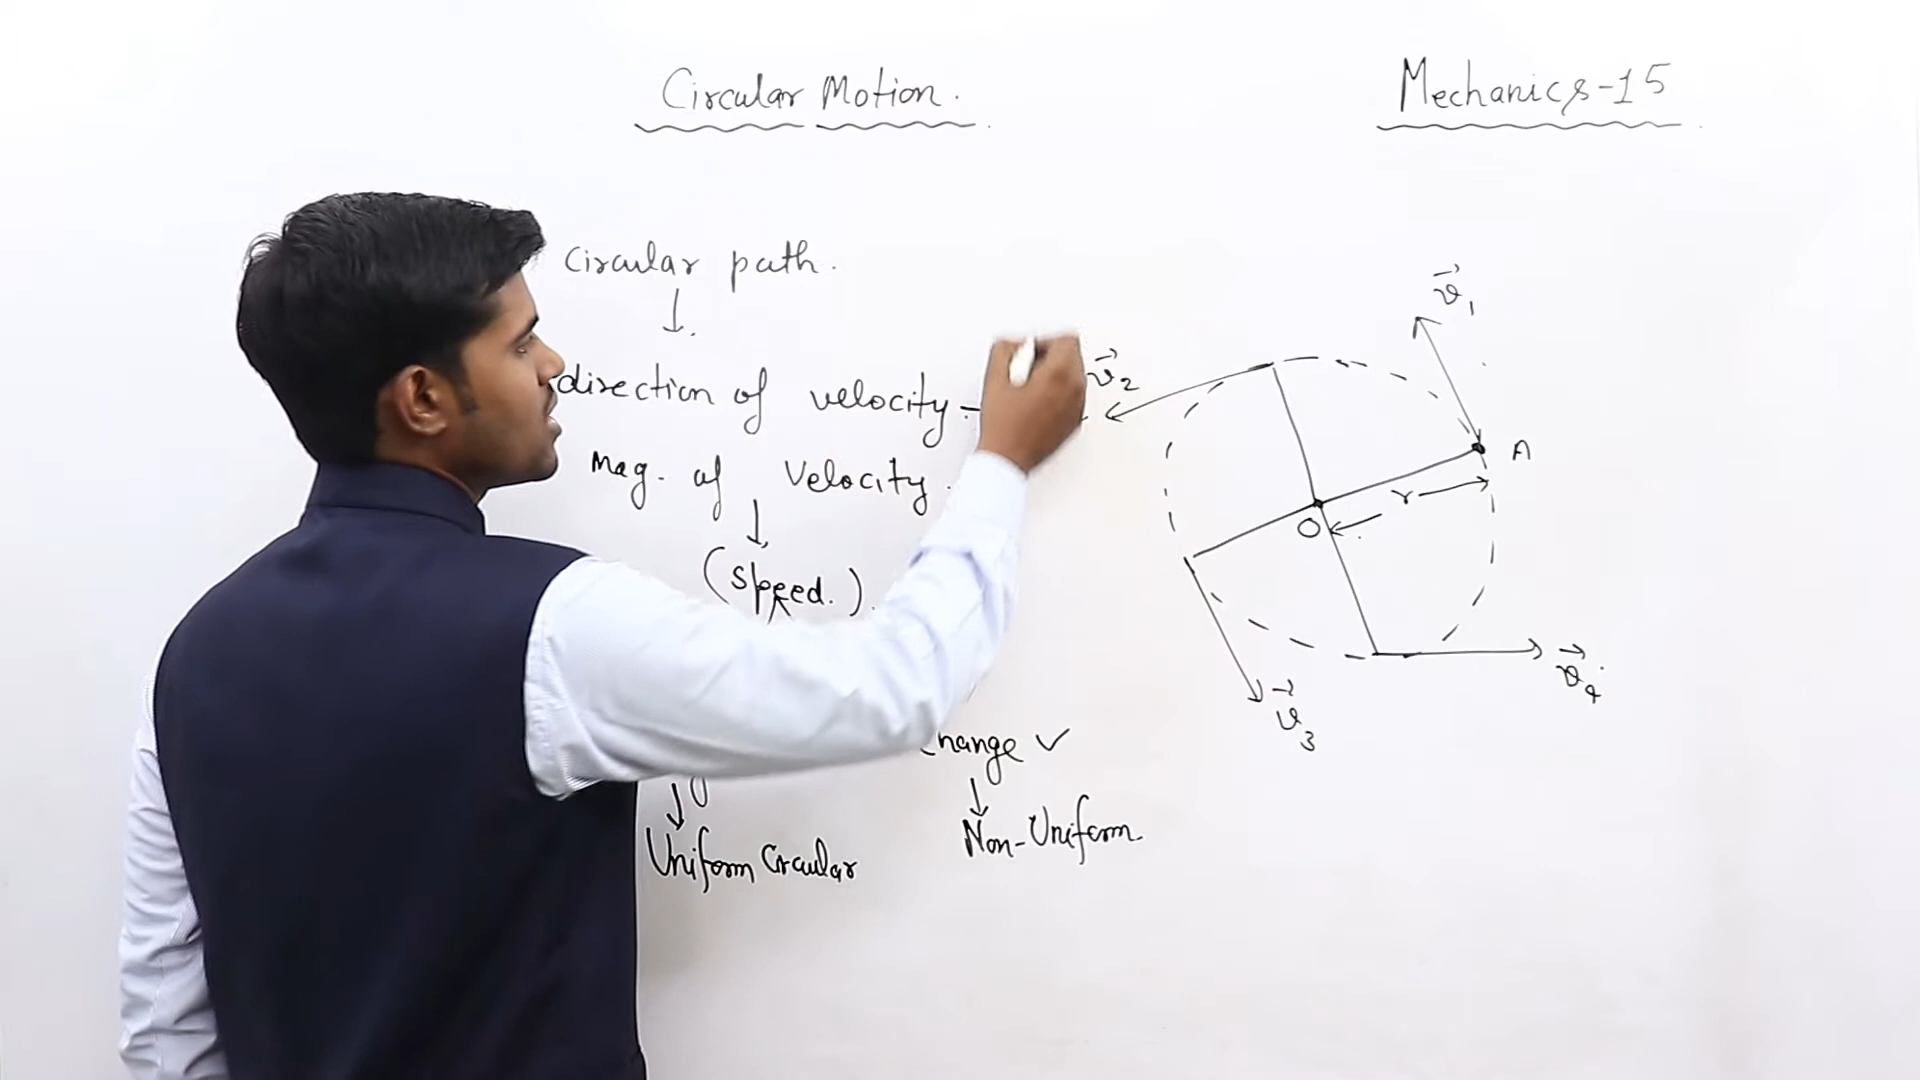 Circular Motion.
Mechanics-15
Circular path.
direction of velocity -
Mag. of Velocity.
(Speed.).
change ✓
Uniform Circular
Non-Uniform.
v⃗₁
v⃗₂
A
r
O
v⃗₃
v⃗₄